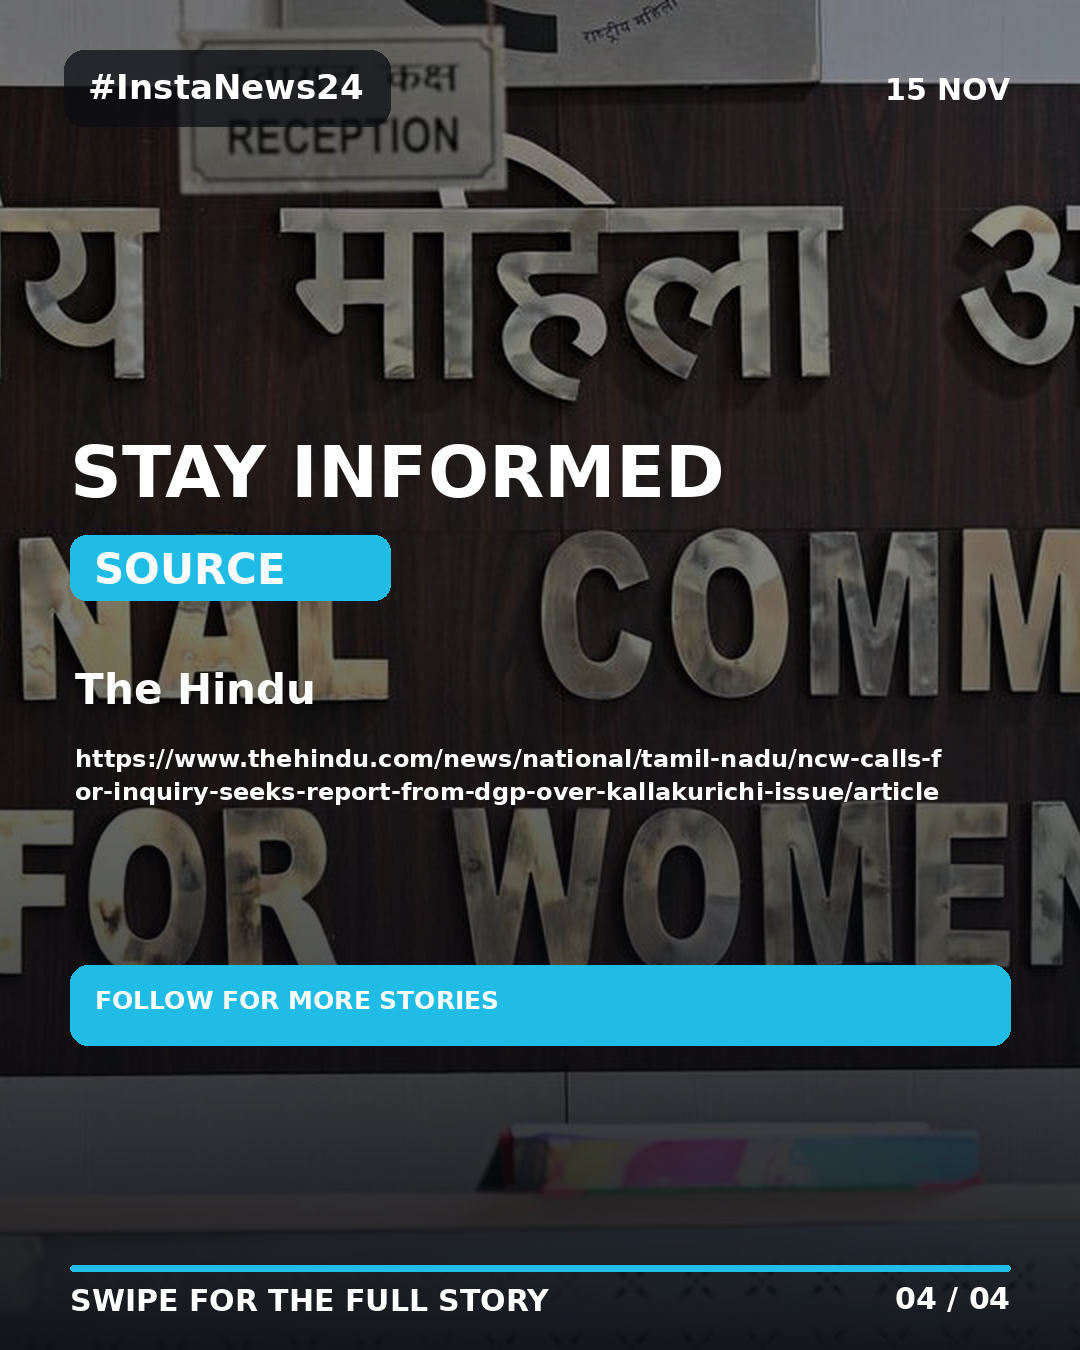 राष्ट्रीय महिला
#InstaNews24
कक्ष
15 NOV
RECEPTION
य महिला अ
STAY INFORMED
SOURCE
NAL COMM
The Hindu
https://www.thehindu.com/news/national/tamil-nadu/ncw-calls-f
or-inquiry-seeks-report-from-dgp-over-kallakurichi-issue/article
FOR WOMEN
FOLLOW FOR MORE STORIES
SWIPE FOR THE FULL STORY
04 / 04